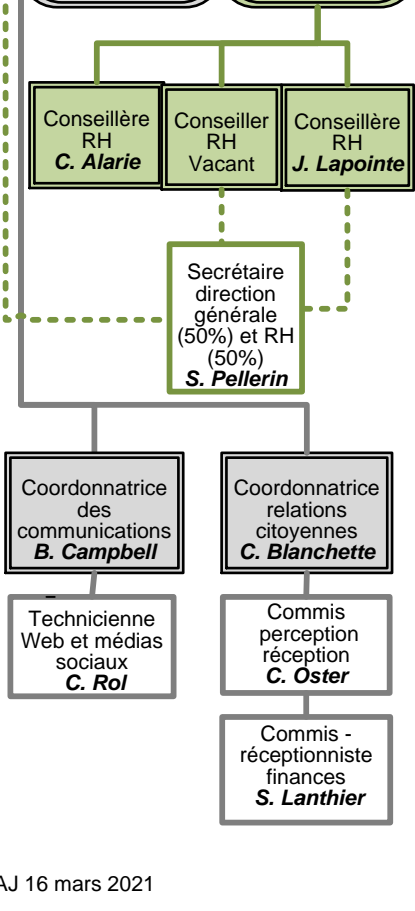 Conseillère
RH
C. Alarie
Conseiller
RH
Vacant
Conseillère
RH
J. Lapointe
Secrétaire
direction
générale
(50%) et RH
(50%)
S. Pellerin
Coordonnatrice
des
communications
B. Campbell
Coordonnatrice
relations
citoyennes
C. Blanchette
Technicienne
Web et médias
sociaux
C. Rol
Commis
perception
réception
C. Oster
Commis -
réceptionniste
finances
S. Lanthier
AJ 16 mars 2021